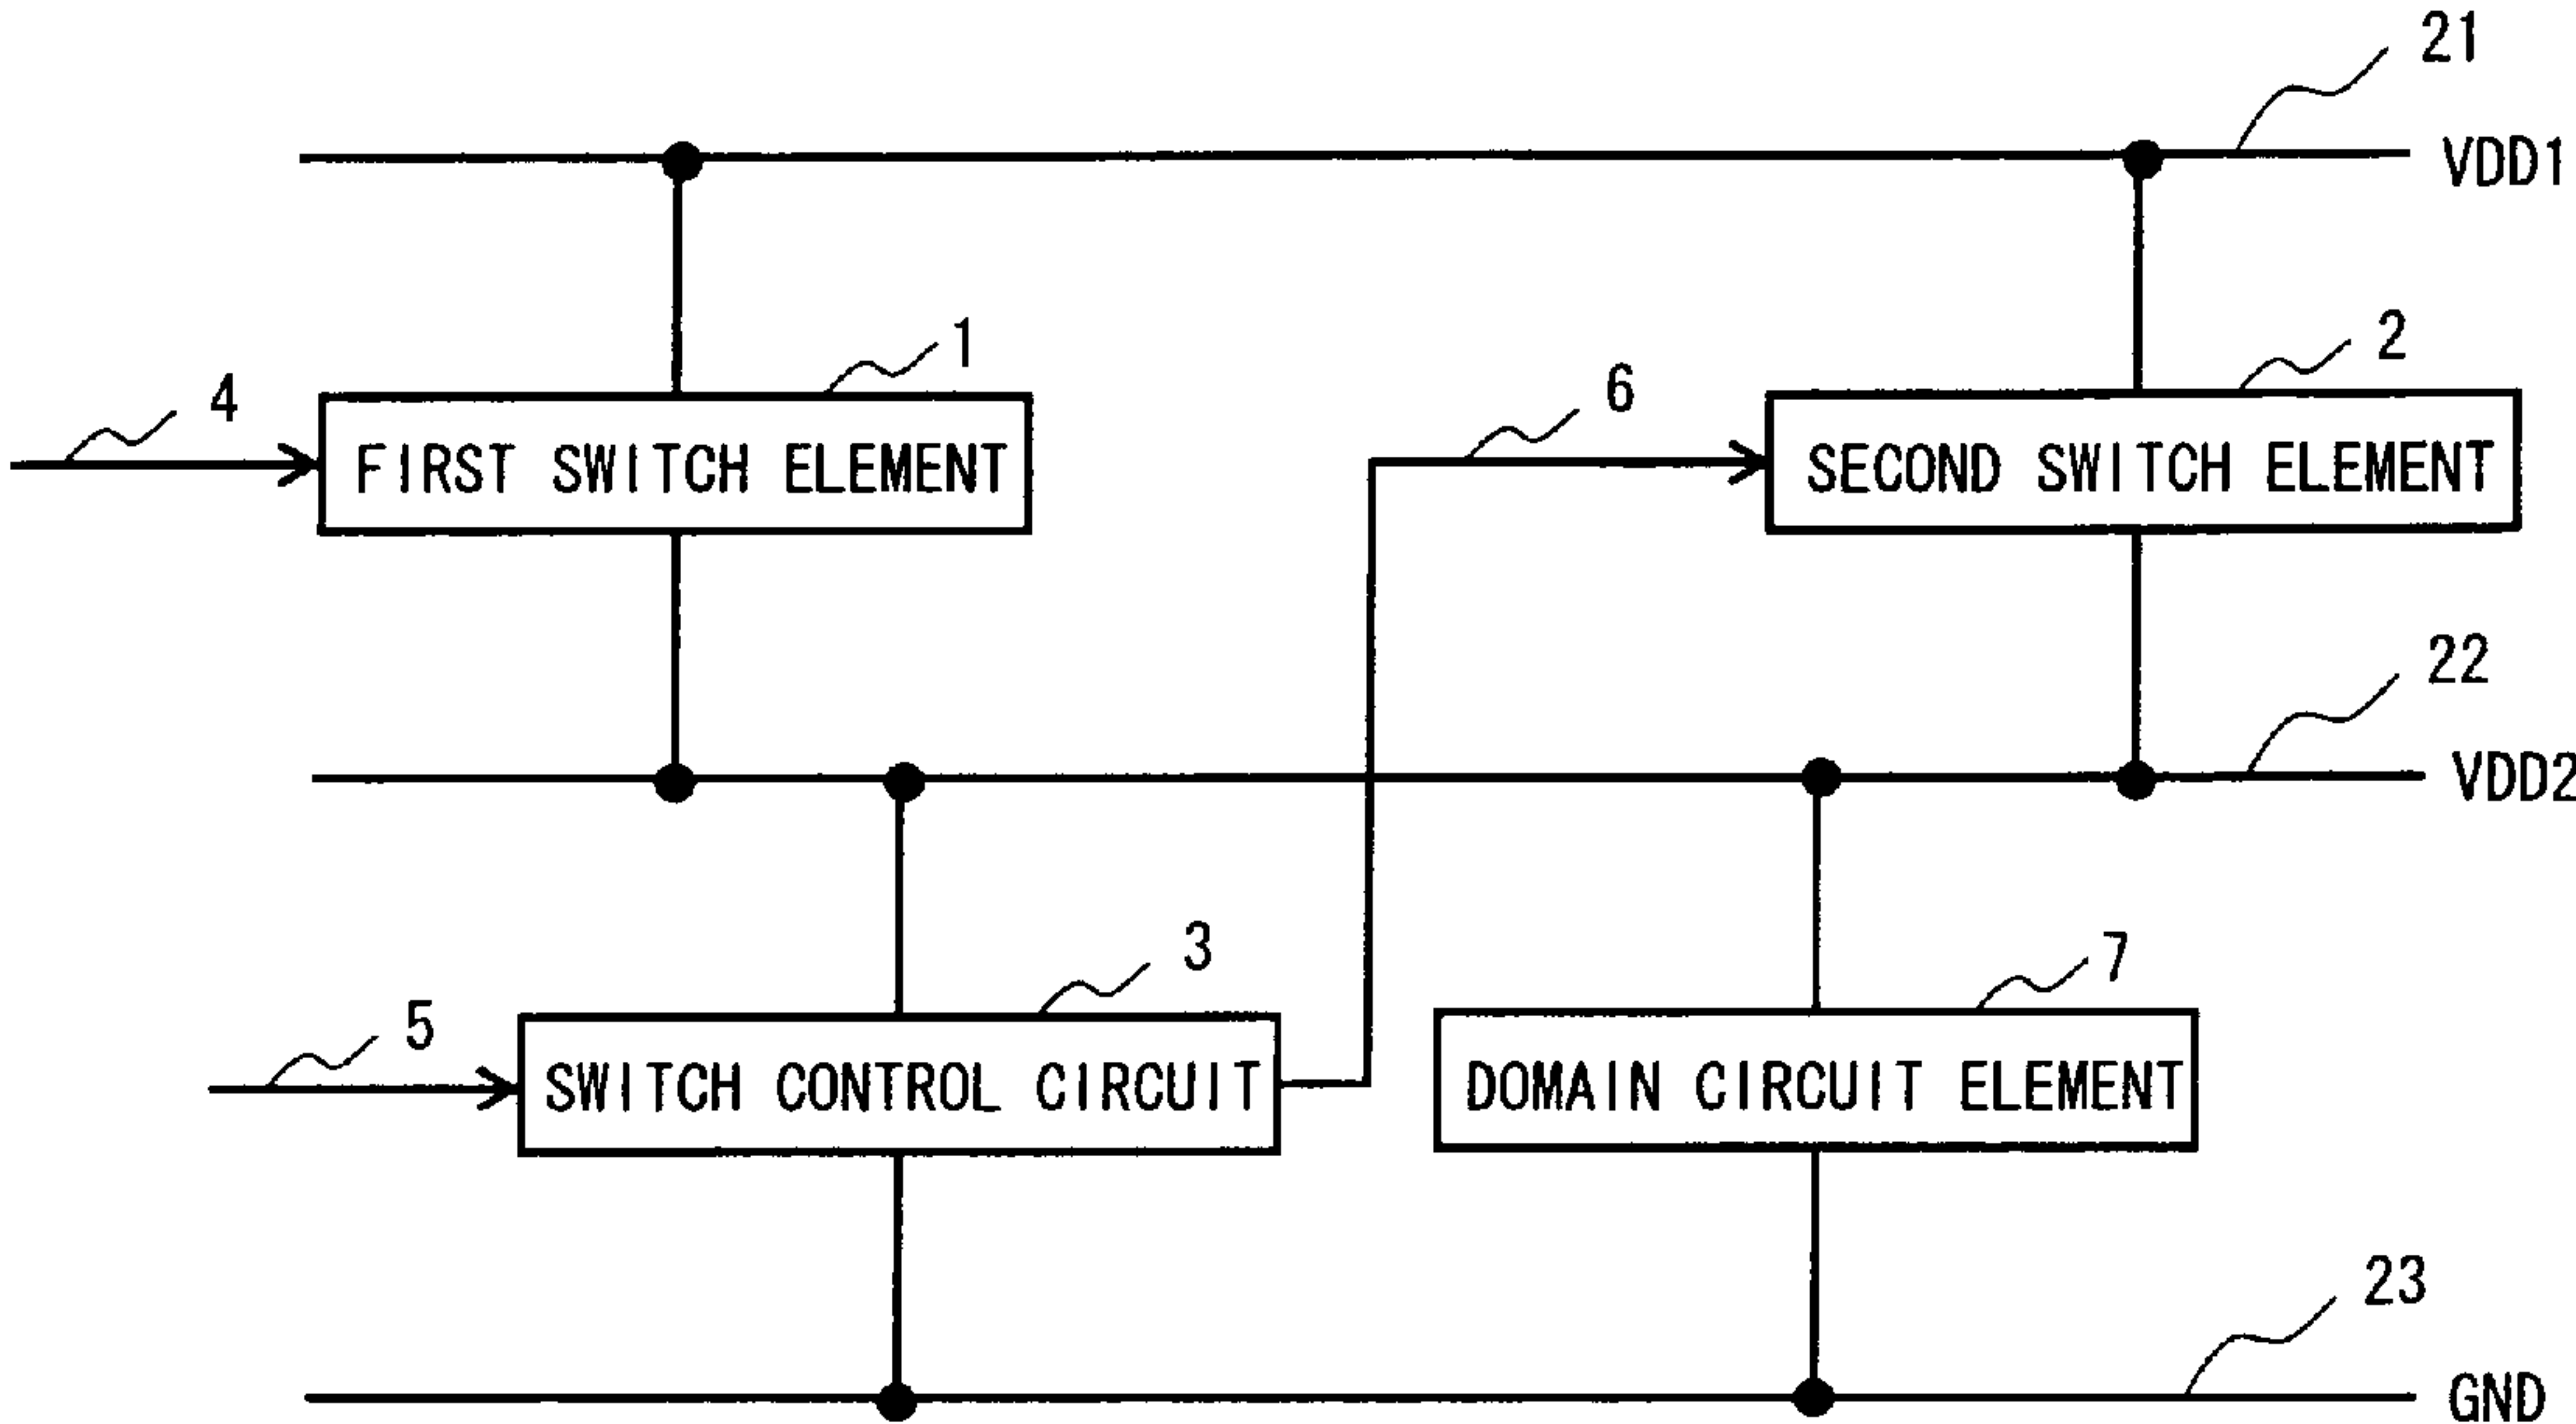 21
VDD1
1
2
4
6
FIRST SWITCH ELEMENT
SECOND SWITCH ELEMENT
22
VDD2
3
7
5
SWITCH CONTROL CIRCUIT
DOMAIN CIRCUIT ELEMENT
23
GND